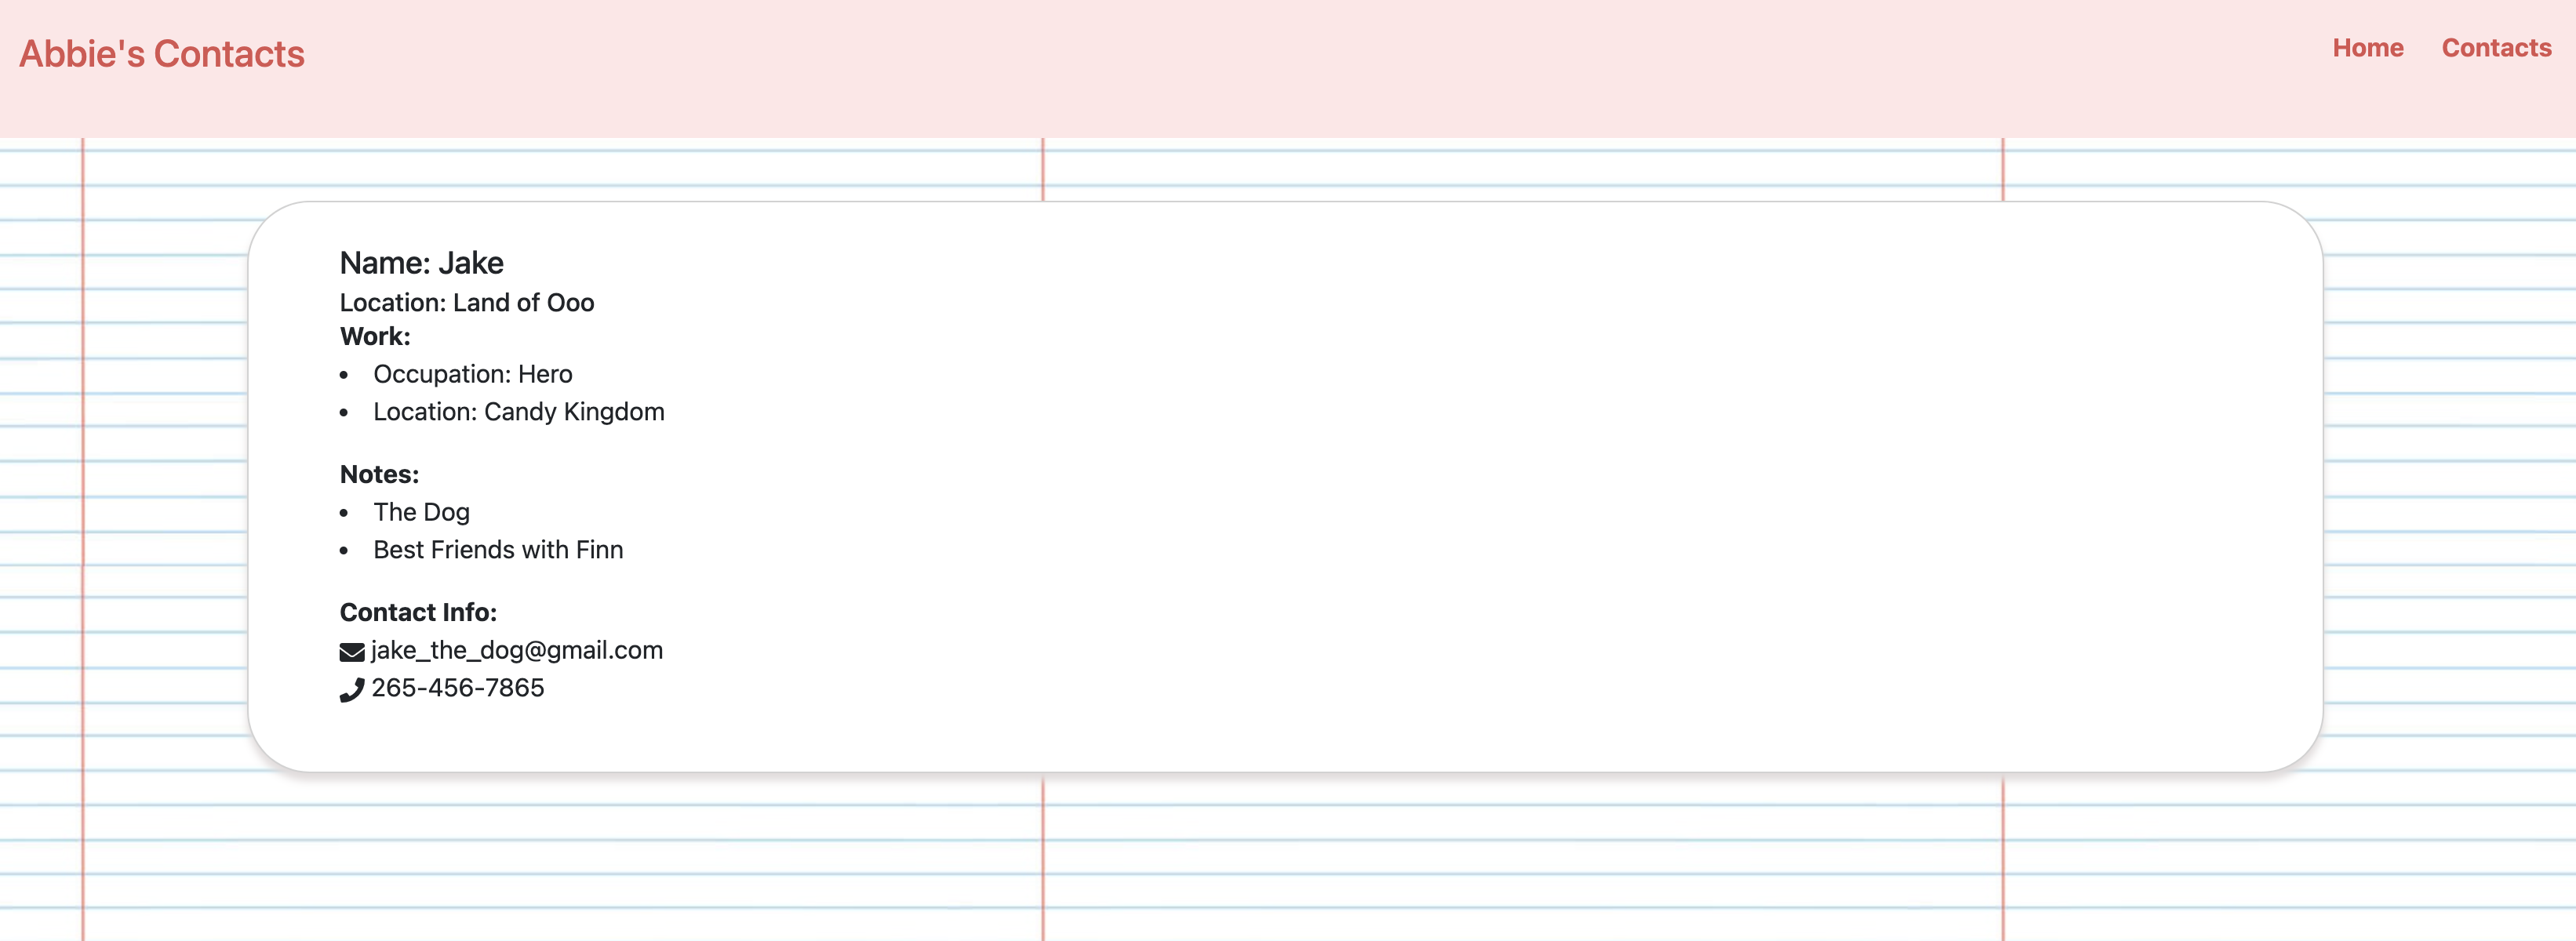 Abbie's Contacts
Home Contacts
Name: Jake
Location: Land of Ooo
Work:
• Occupation: Hero
• Location: Candy Kingdom
Notes:
• The Dog
• Best Friends with Finn
Contact Info:
jake_the_dog@gmail.com
265-456-7865